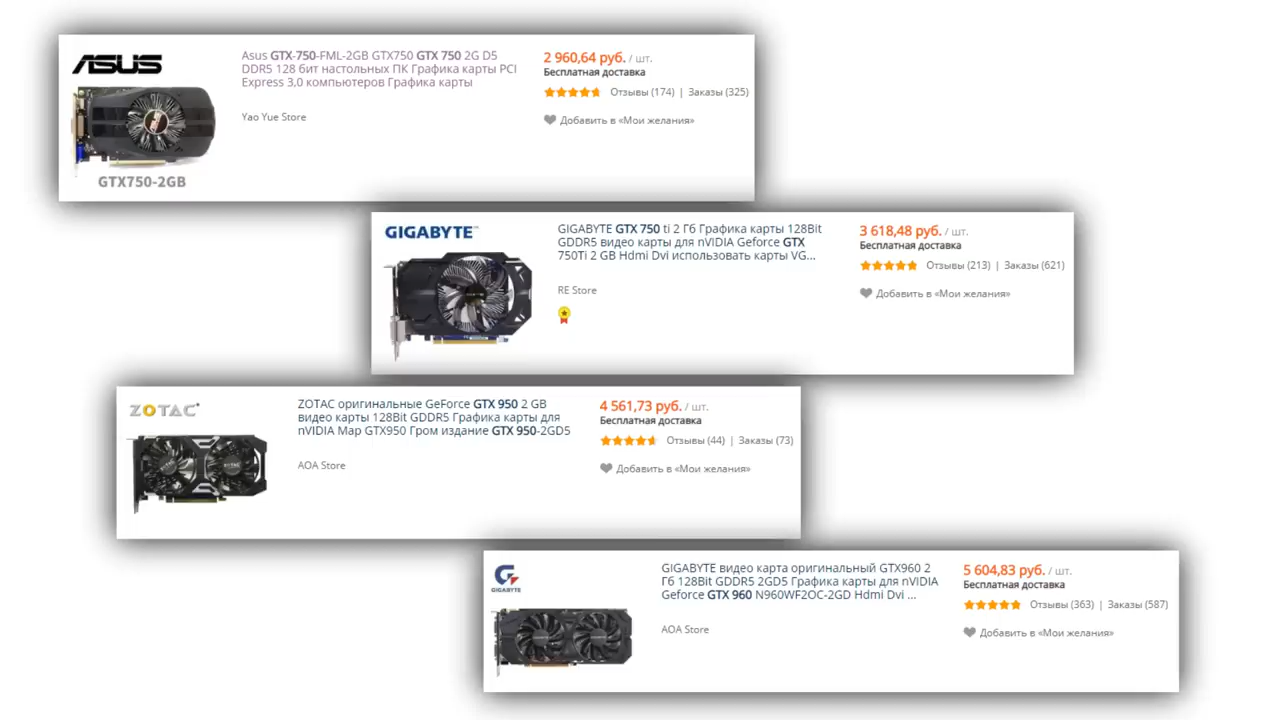 ASUS
GTX750-2GB
Asus GTX-750-FML-2GB GTX750 GTX 750 2G D5
DDR5 128 бит настольных ПК Графика карты PCI
Express 3,0 компьютеров Графика карты
Yao Yue Store
2 960,64 руб. / шт.
Бесплатная доставка
Отзывы (174) | Заказы (325)
Добавить в «Мои желания»
GIGABYTE™
GIGABYTE GTX 750 ti 2 Гб Графика карты 128Bit
GDDR5 видео карты для nVIDIA Geforce GTX
750Ti 2 GB Hdmi Dvi использовать карты VG...
RE Store
3 618,48 руб. / шт.
Бесплатная доставка
Отзывы (213) | Заказы (621)
Добавить в «Мои желания»
ZOTAC
ZOTAC оригинальные GeForce GTX 950 2 GB
видео карты 128Bit GDDR5 Графика карты для
nVIDIA Map GTX950 Гром издание GTX 950-2GD5
AOA Store
4 561,73 руб. / шт.
Бесплатная доставка
Отзывы (44) | Заказы (73)
Добавить в «Мои желания»
GIGABYTE
GIGABYTE видео карта оригинальный GTX960 2
Гб 128Bit GDDR5 2GD5 Графика карты для nVIDIA
Geforce GTX 960 N960WF2OC-2GD Hdmi Dvi ...
AOA Store
5 604,83 руб. / шт.
Бесплатная доставка
Отзывы (363) | Заказы (587)
Добавить в «Мои желания»